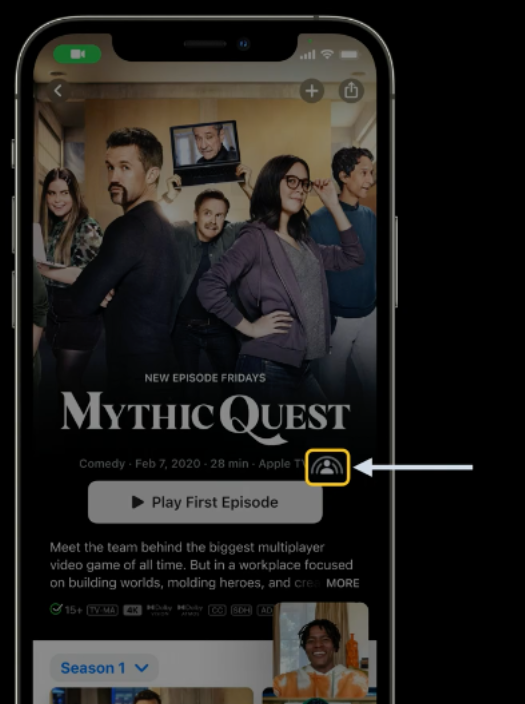 NEW EPISODE FRIDAYS
MYTHIC QUEST
Comedy · Feb 7, 2020 · 28 min · Apple
Play First Episode
Meet the team behind the biggest multiplayer
video game of all time. But in a workplace focused
on building worlds, molding heroes, and MORE
15+ TV-MA 4K Dolby VISION Dolby ATMOS CC SDH AD
Season 1